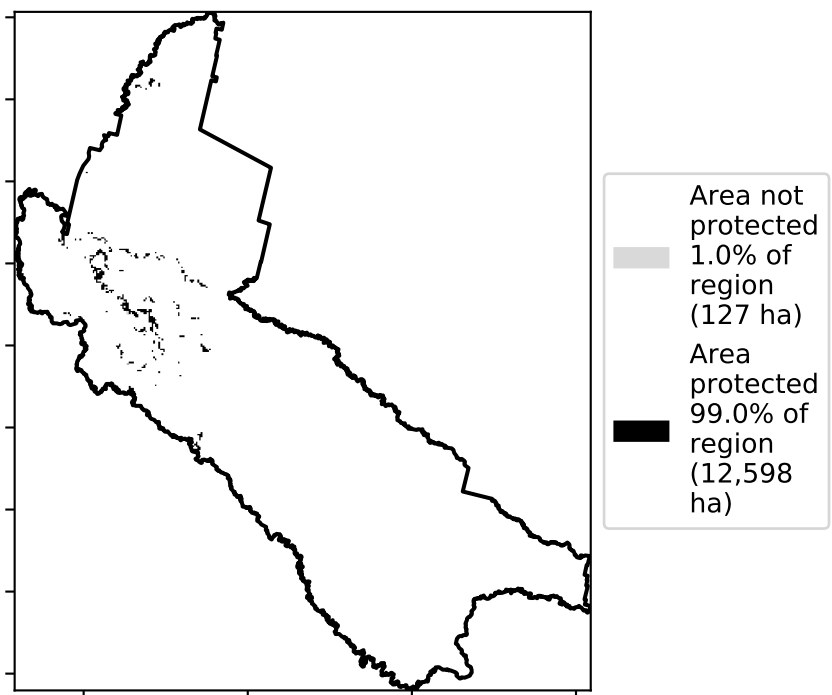 Area not
protected
1.0% of
region
(127 ha)
Area
protected
99.0% of
region
(12,598
ha)